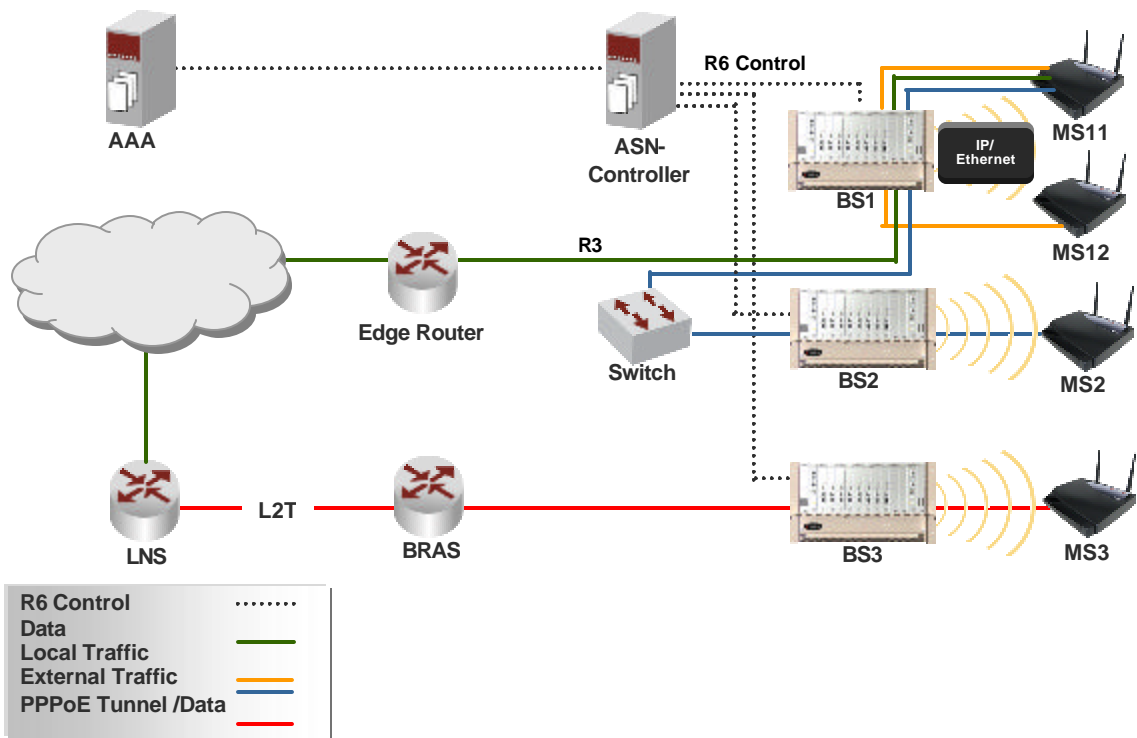 R6 Control
AAA
ASN-
Controller
MS11
IP/
Ethernet
BS1
MS12
R3
Edge Router
Switch
BS2
MS2
L2T
LNS
BRAS
BS3
MS3
R6 Control
Data
Local Traffic
External Traffic
PPPoE Tunnel /Data